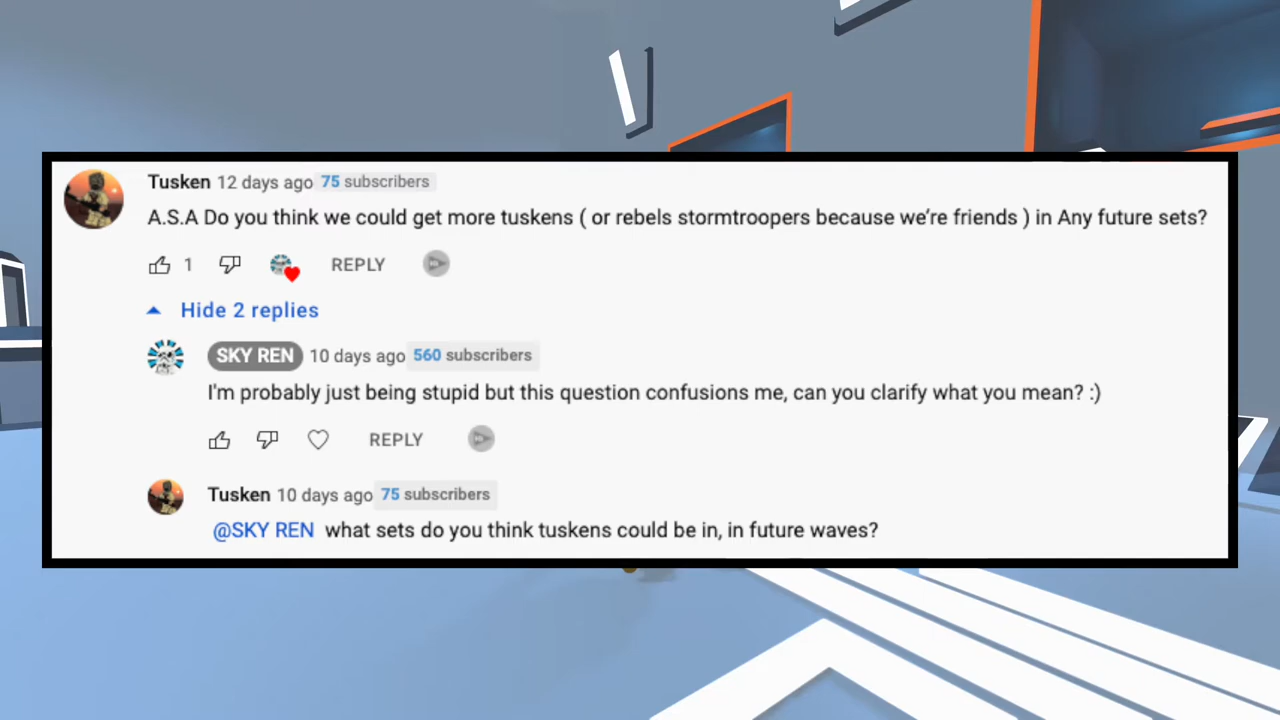 Tusken 12 days ago 75 subscribers
A.S.A Do you think we could get more tuskens ( or rebels stormtroopers because we’re friends ) in Any future sets?
1 REPLY
Hide 2 replies
SKY REN 10 days ago 560 subscribers
I'm probably just being stupid but this question confusions me, can you clarify what you mean? :)
REPLY
Tusken 10 days ago 75 subscribers
@SKY REN what sets do you think tuskens could be in, in future waves?